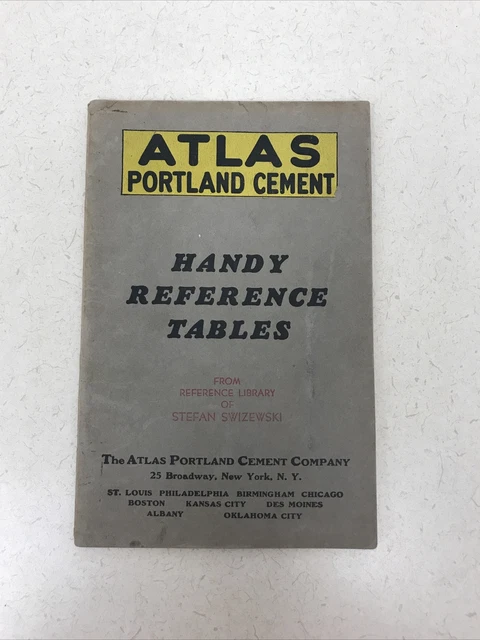 ATLAS
PORTLAND CEMENT
HANDY
REFERENCE
TABLES
FROM
REFERENCE LIBRARY
OF
STEFAN SWIZEWSKI
The Atlas Portland Cement Company
25 Broadway, New York, N. Y.
ST. LOUIS PHILADELPHIA BIRMINGHAM CHICAGO
BOSTON KANSAS CITY DES MOINES
ALBANY OKLAHOMA CITY